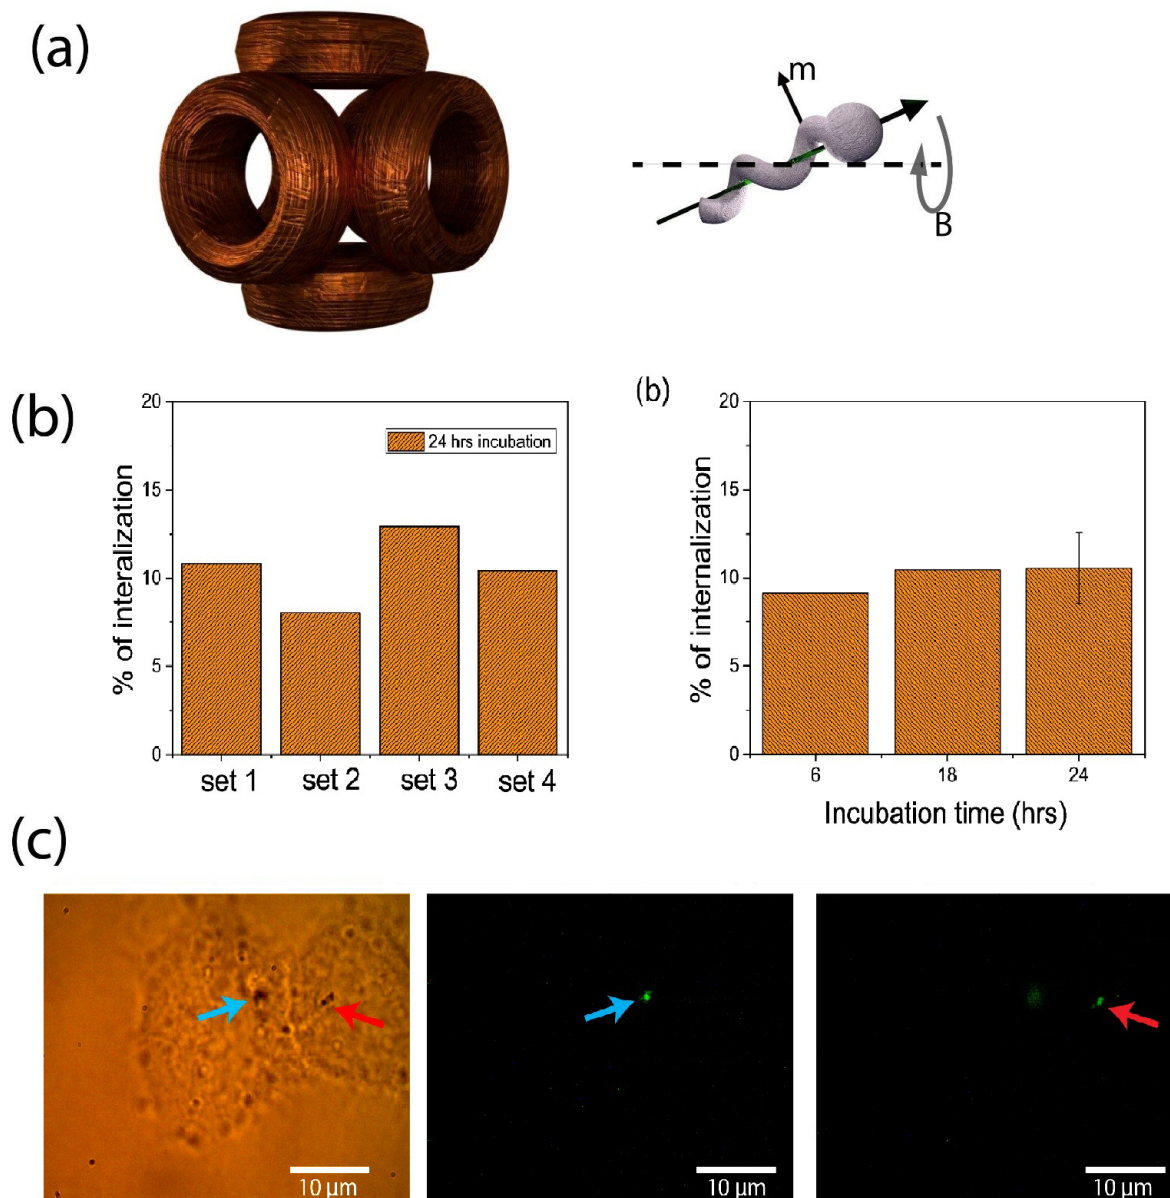 (a)
m
B
(b)
20
15
10
5
0
% of interalization
24 hrs incubation
set 1 set 2 set 3 set 4
(b)
20
15
10
5
0
% of internalization
6 18 24
Incubation time (hrs)
(c)
10 µm 10 µm 10 µm